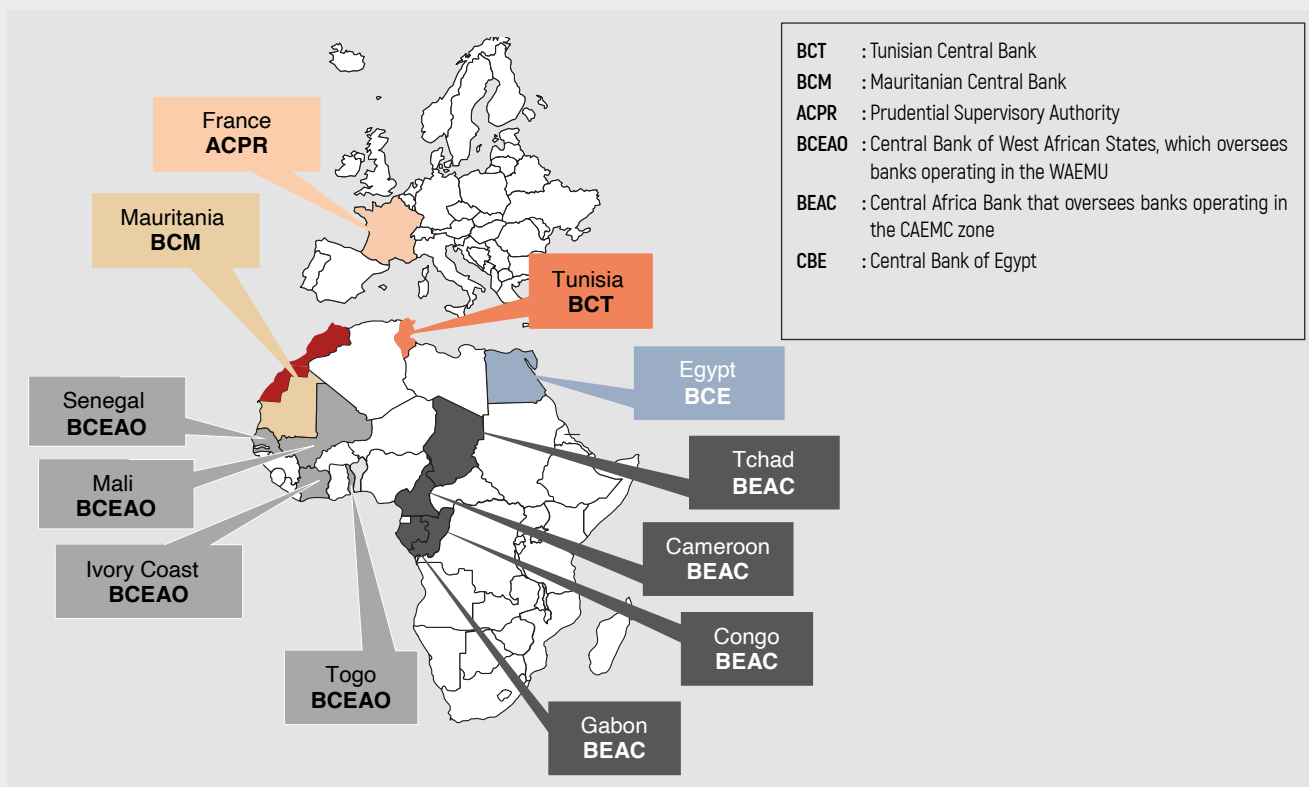 France
ACPR
Mauritania
BCM
Tunisia
BCT
Egypt
BCE
Senegal
BCEAO
Mali
BCEAO
Ivory Coast
BCEAO
Togo
BCEAO
Tchad
BEAC
Cameroon
BEAC
Congo
BEAC
Gabon
BEAC
BCT : Tunisian Central Bank
BCM : Mauritanian Central Bank
ACPR : Prudential Supervisory Authority
BCEAO : Central Bank of West African States, which oversees
banks operating in the WAEMU
BEAC : Central Africa Bank that oversees banks operating in
the CAEMC zone
CBE : Central Bank of Egypt